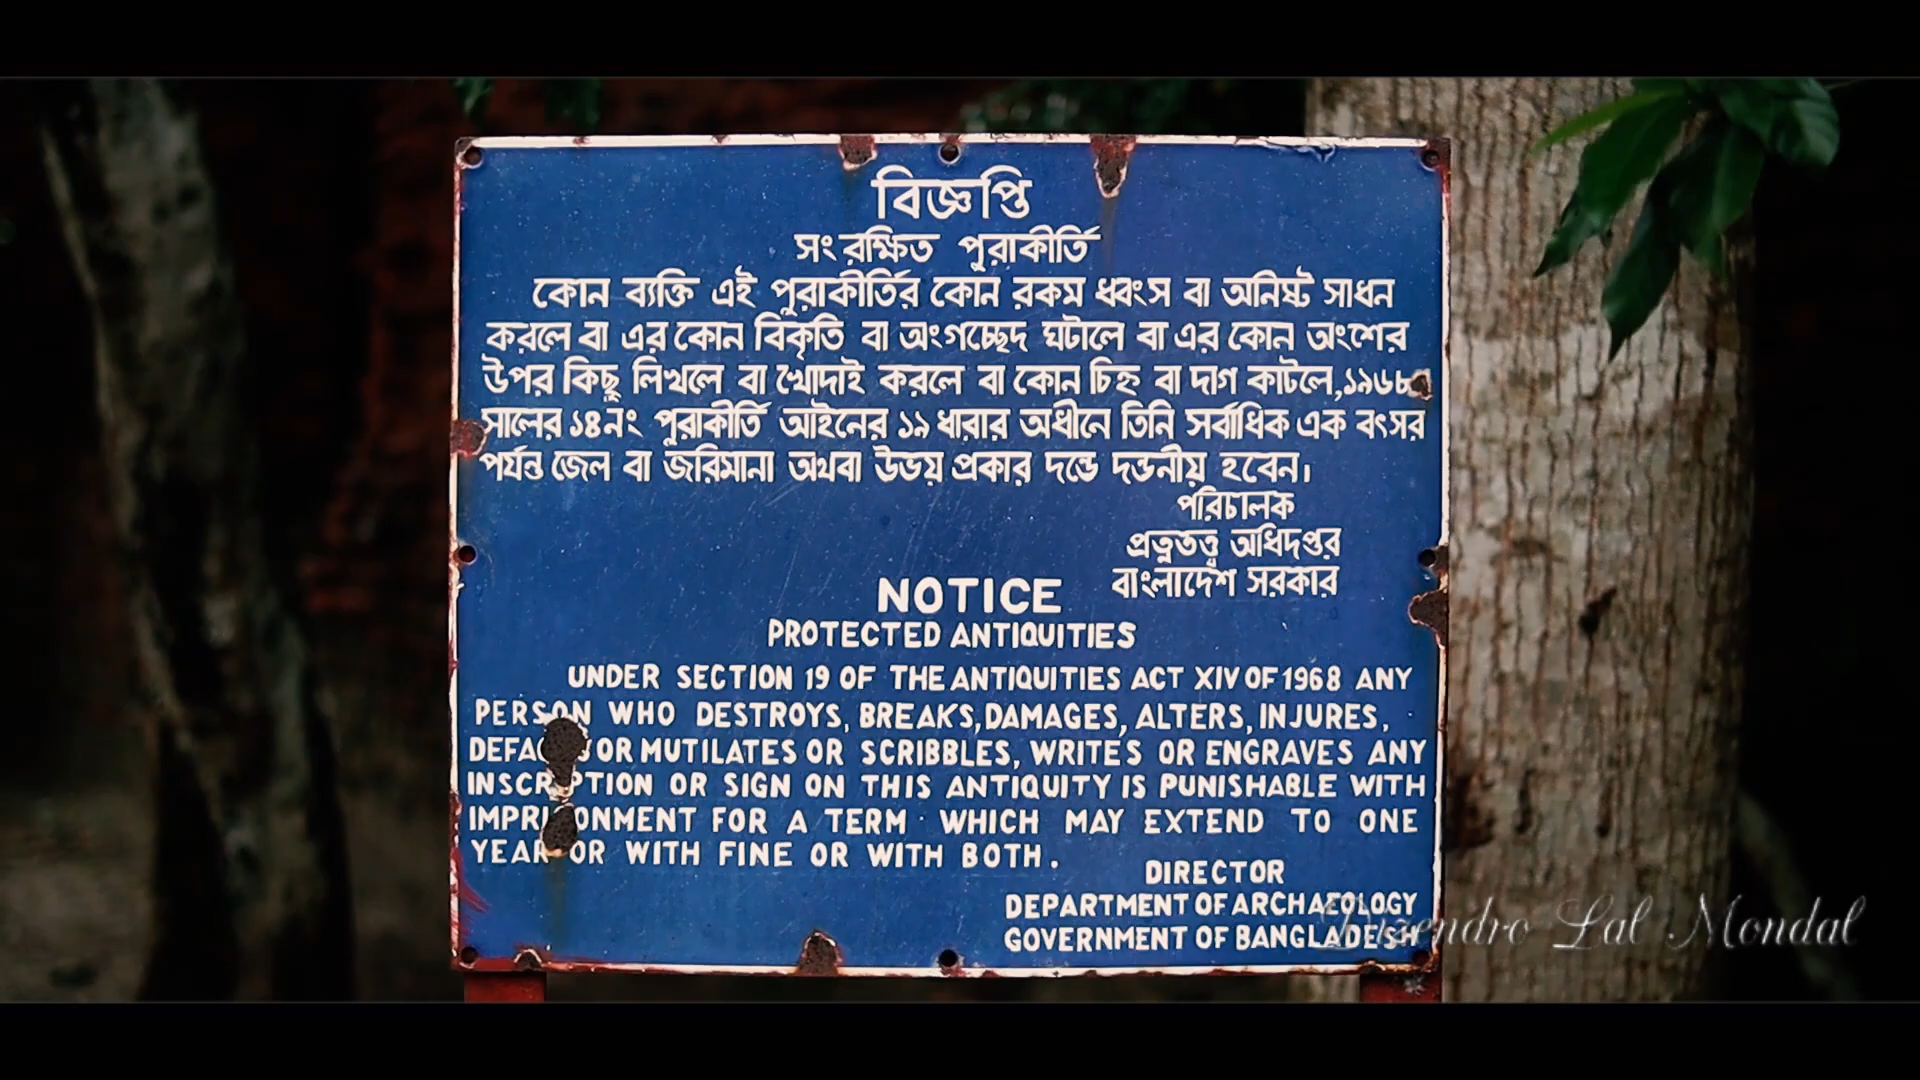 বিজ্ঞপ্তি
সংরক্ষিত পুরাকীর্তি
কোন ব্যক্তি এই পুরাকীর্তির কোন রকম ধ্বংস বা অনিষ্ট সাধন
করলে বা এর কোন বিকৃতি বা অংগচ্ছেদ ঘটালে বা এর কোন অংশের
উপর কিছু লিখলে বা খোদাই করলে বা কোন চিহ্ন বা দাগ কাটলে,১৯৬৮
সালের ১৪নং পুরাকীর্তি আইনের ১৯ ধারার অধীনে তিনি সর্বাধিক এক বৎসর
পর্যন্ত জেল বা জরিমানা অথবা উভয় প্রকার দন্ডে দন্ডনীয় হবেন।
পরিচালক
প্রত্নতত্ত্ব অধিদপ্তর
বাংলাদেশ সরকার
NOTICE
PROTECTED ANTIQUITIES
UNDER SECTION 19 OF THE ANTIQUITIES ACT XIV OF 1968 ANY
PERSON WHO DESTROYS, BREAKS, DAMAGES, ALTERS, INJURES,
OR MUTILATES OR SCRIBBLES, WRITES OR ENGRAVES ANY
INSCRIPTION OR SIGN ON THIS ANTIQUITY IS PUNISHABLE WITH
IMPRISONMENT FOR A TERM WHICH MAY EXTEND TO ONE
YEAR OR WITH FINE OR WITH BOTH.
DIRECTOR
DEPARTMENT OF ARCHAEOLOGY
GOVERNMENT OF BANGLADESH
Lal Mondal